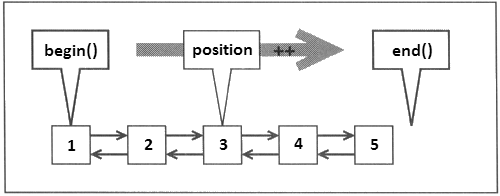 begin() position ++ end()
1 2 3 4 5